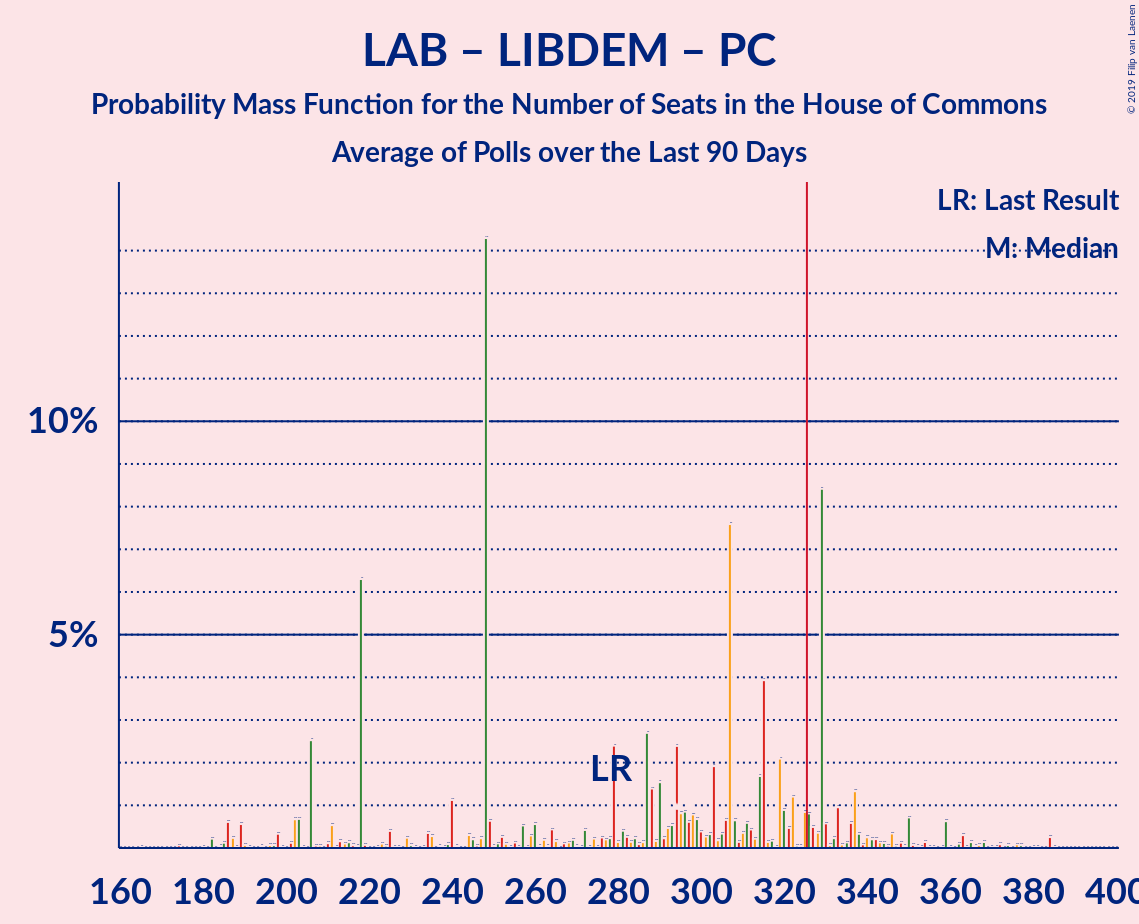 LAB – LIBDEM – PC
Probability Mass Function for the Number of Seats in the House of Commons
Average of Polls over the Last 90 Days
© 2019 Filip van Laenen
LR: Last Result
M: Median
10%
5%
LR
160 180 200 220 240 260 280 300 320 340 360 380 400